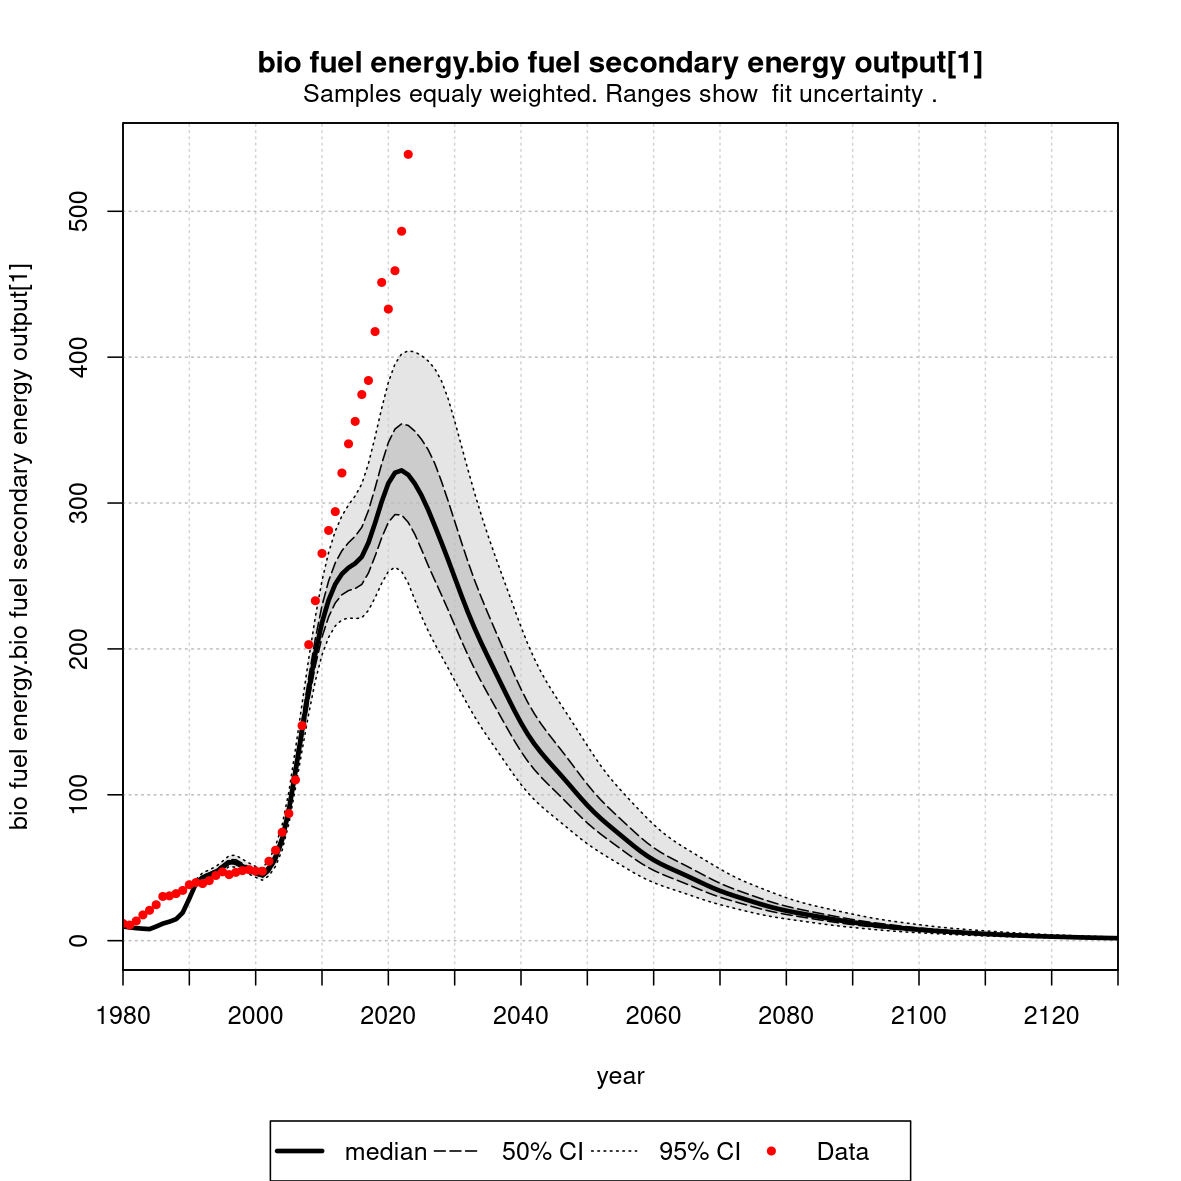 bio fuel energy.bio fuel secondary energy output[1]
Samples equaly weighted. Ranges show  fit uncertainty .
bio fuel energy.bio fuel secondary energy output[1]
500
400
300
200
100
0
1980 2000 2020 2040 2060 2080 2100 2120
year
median 50% CI 95% CI Data